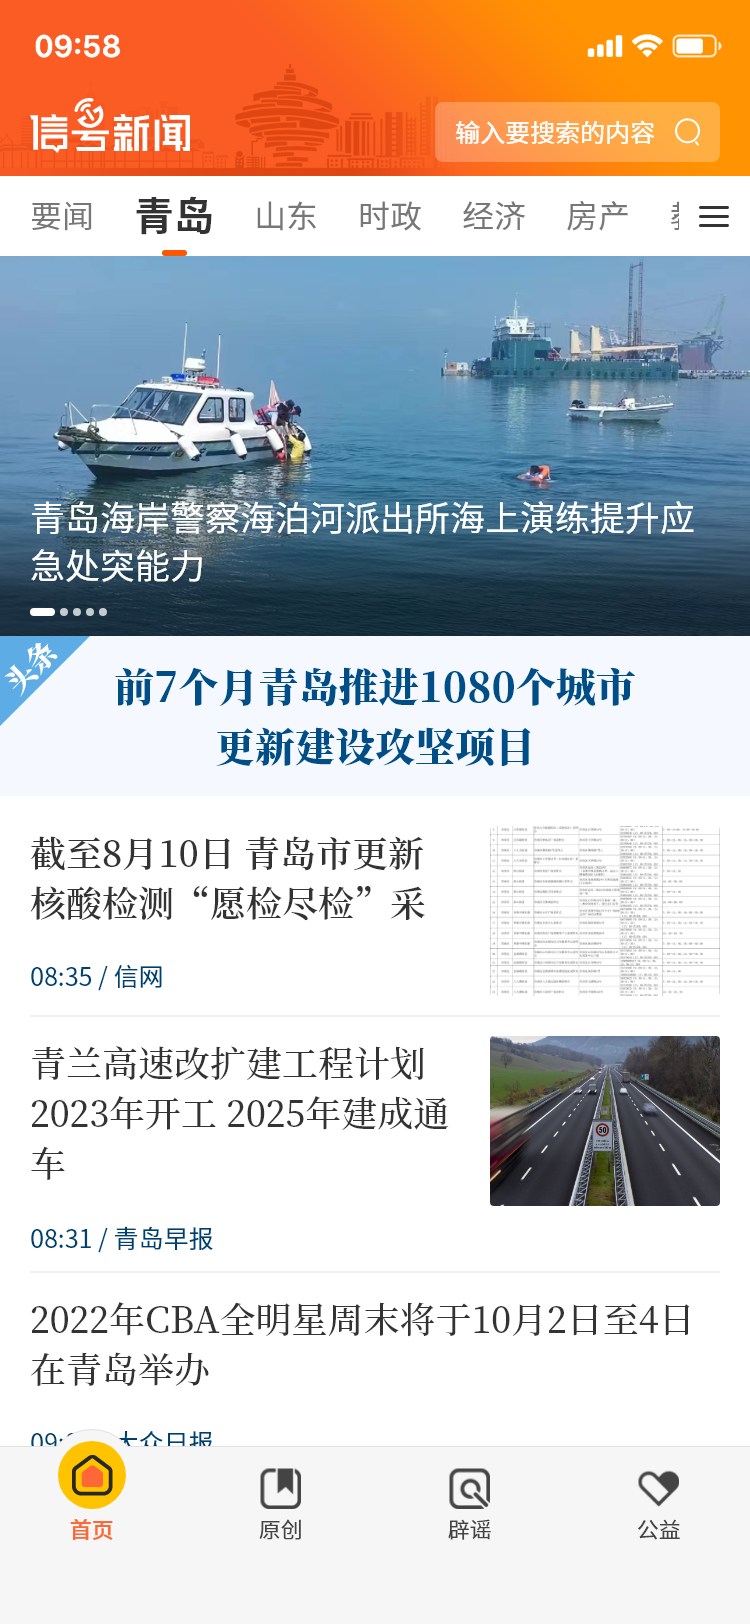 09:58
信号新闻
输入要搜索的内容
要闻 青岛 山东 时政 经济 房产
青岛海岸警察海泊河派出所海上演练提升应
急处突能力
头条
前7个月青岛推进1080个城市
更新建设攻坚项目
截至8月10日 青岛市更新
核酸检测“愿检尽检”采
08:35 / 信网
青兰高速改扩建工程计划
2023年开工 2025年建成通
车
50
08:31 / 青岛早报
2022年CBA全明星周末将于10月2日至4日
在青岛举办
大众日报
首页 原创 辟谣 公益